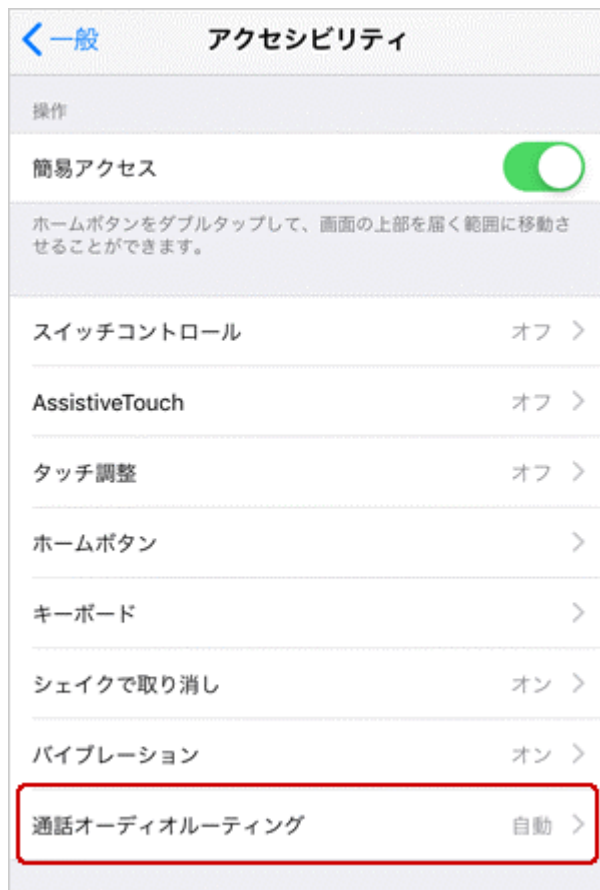 一般 アクセシビリティ
操作
簡易アクセス
ホームボタンをダブルタップして、画面の上部を届く範囲に移動さ
せることができます。
スイッチコントロール オフ
AssistiveTouch オフ
タッチ調整 オフ
ホームボタン
キーボード
シェイクで取り消し オン
バイブレーション オン
通話オーディオルーティング 自動